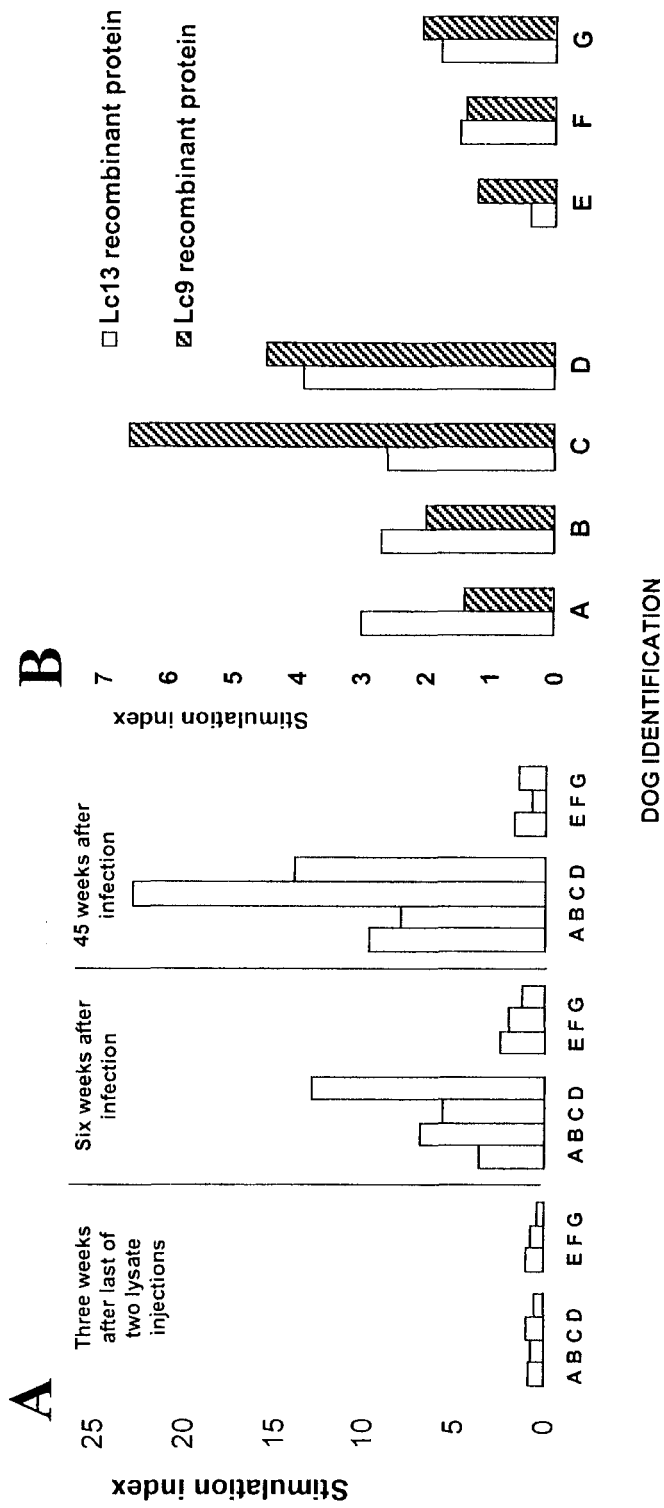 A
Stimulation index
25
20
15
10
5
0
Three weeks
after last of
two lysate
injections
Six weeks after
infection
45 weeks after
infection
A B C D
E F G
A B C D
E F G
A B C D
E F G
B
Stimulation index
7
6
5
4
3
2
1
0
Lc13 recombinant protein
Lc9 recombinant protein
A
B
C
D
E
F
G
DOG IDENTIFICATION